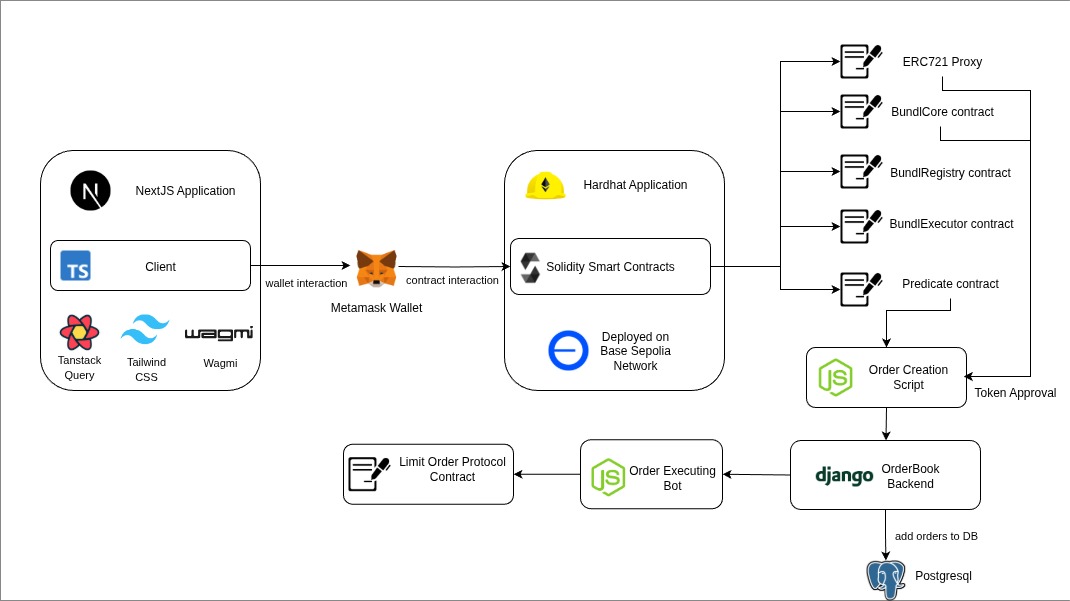 ERC721 Proxy
BundlCore contract
BundlRegistry contract
BundlExecutor contract
Predicate contract
N
NextJS Application
TS
Client
Tanstack
Query
Tailwind
CSS
wagmi
Wagmi
wallet interaction
Metamask Wallet
contract interaction
Hardhat Application
Solidity Smart Contracts
Deployed on
Base Sepolia
Network
JS
Order Creation
Script
Token Approval
django
OrderBook
Backend
JS
Order Executing
Bot
Limit Order Protocol
Contract
add orders to DB
Postgresql